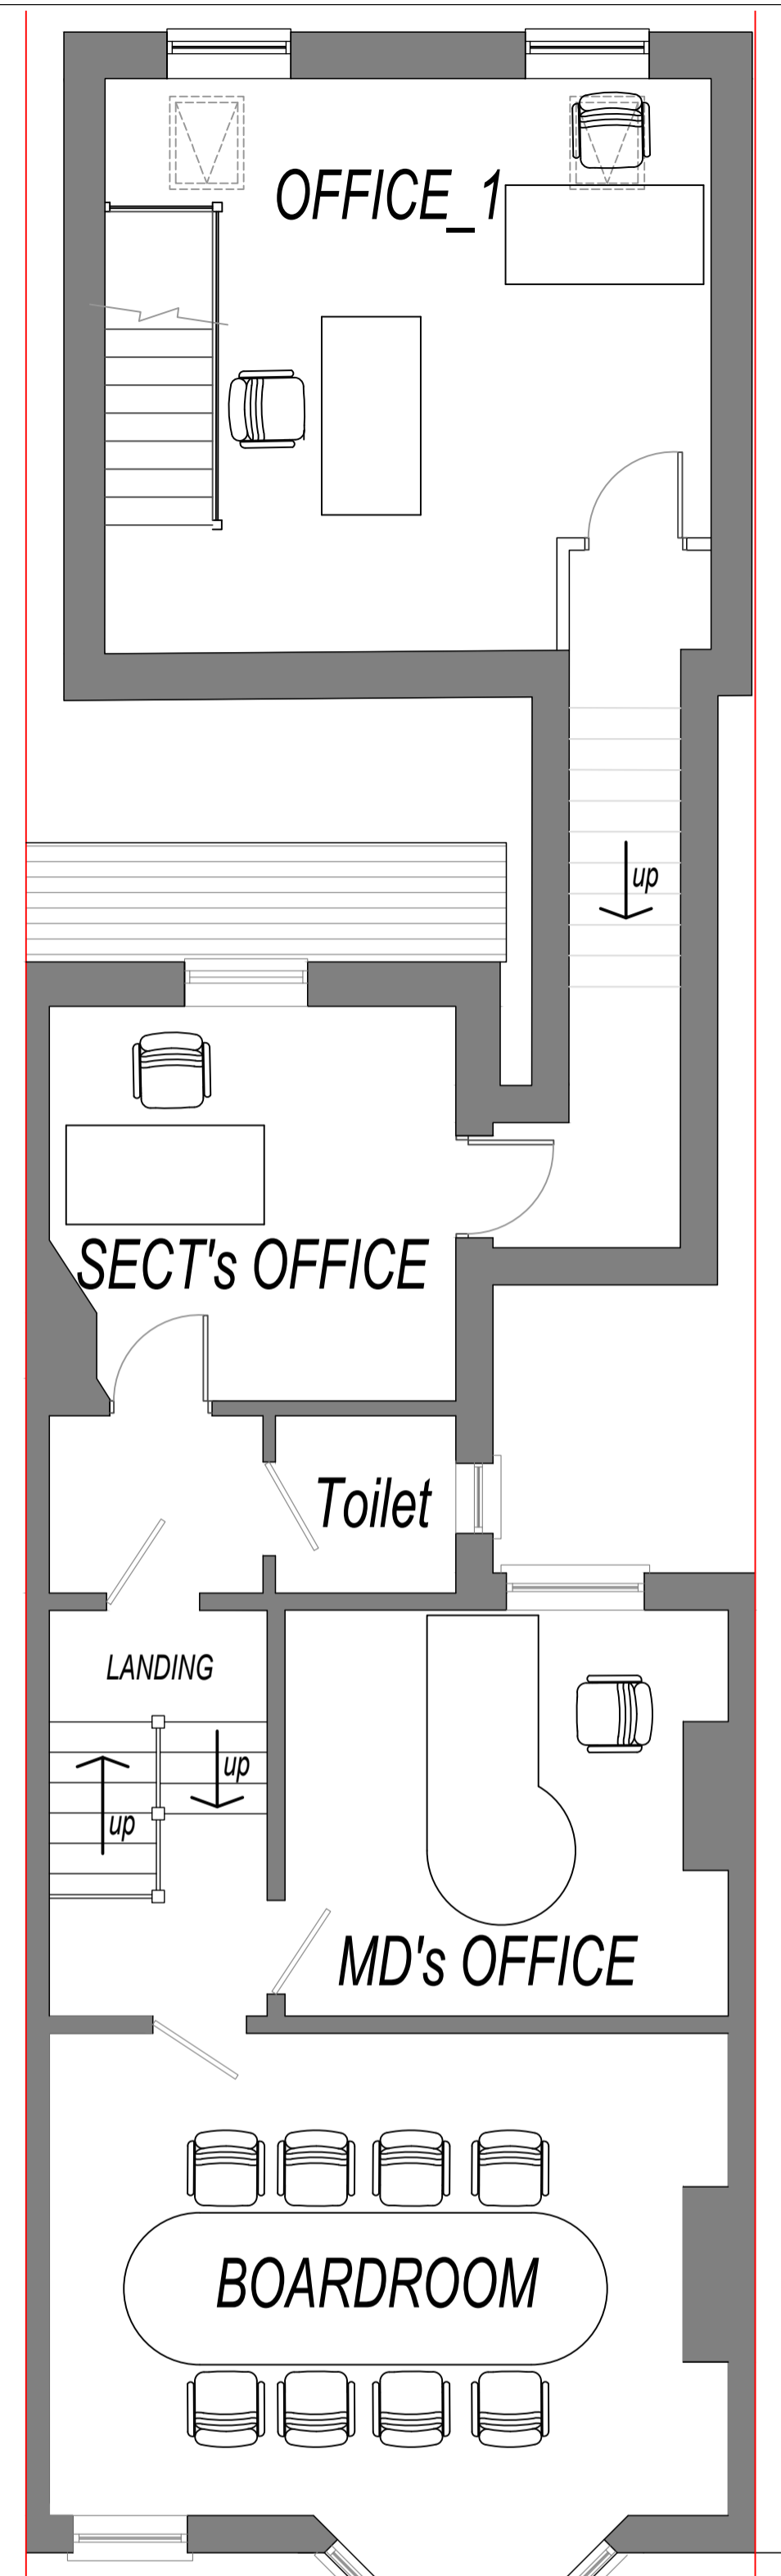 OFFICE_1
up
SECT's OFFICE
Toilet
LANDING
up
up
MD's OFFICE
BOARDROOM